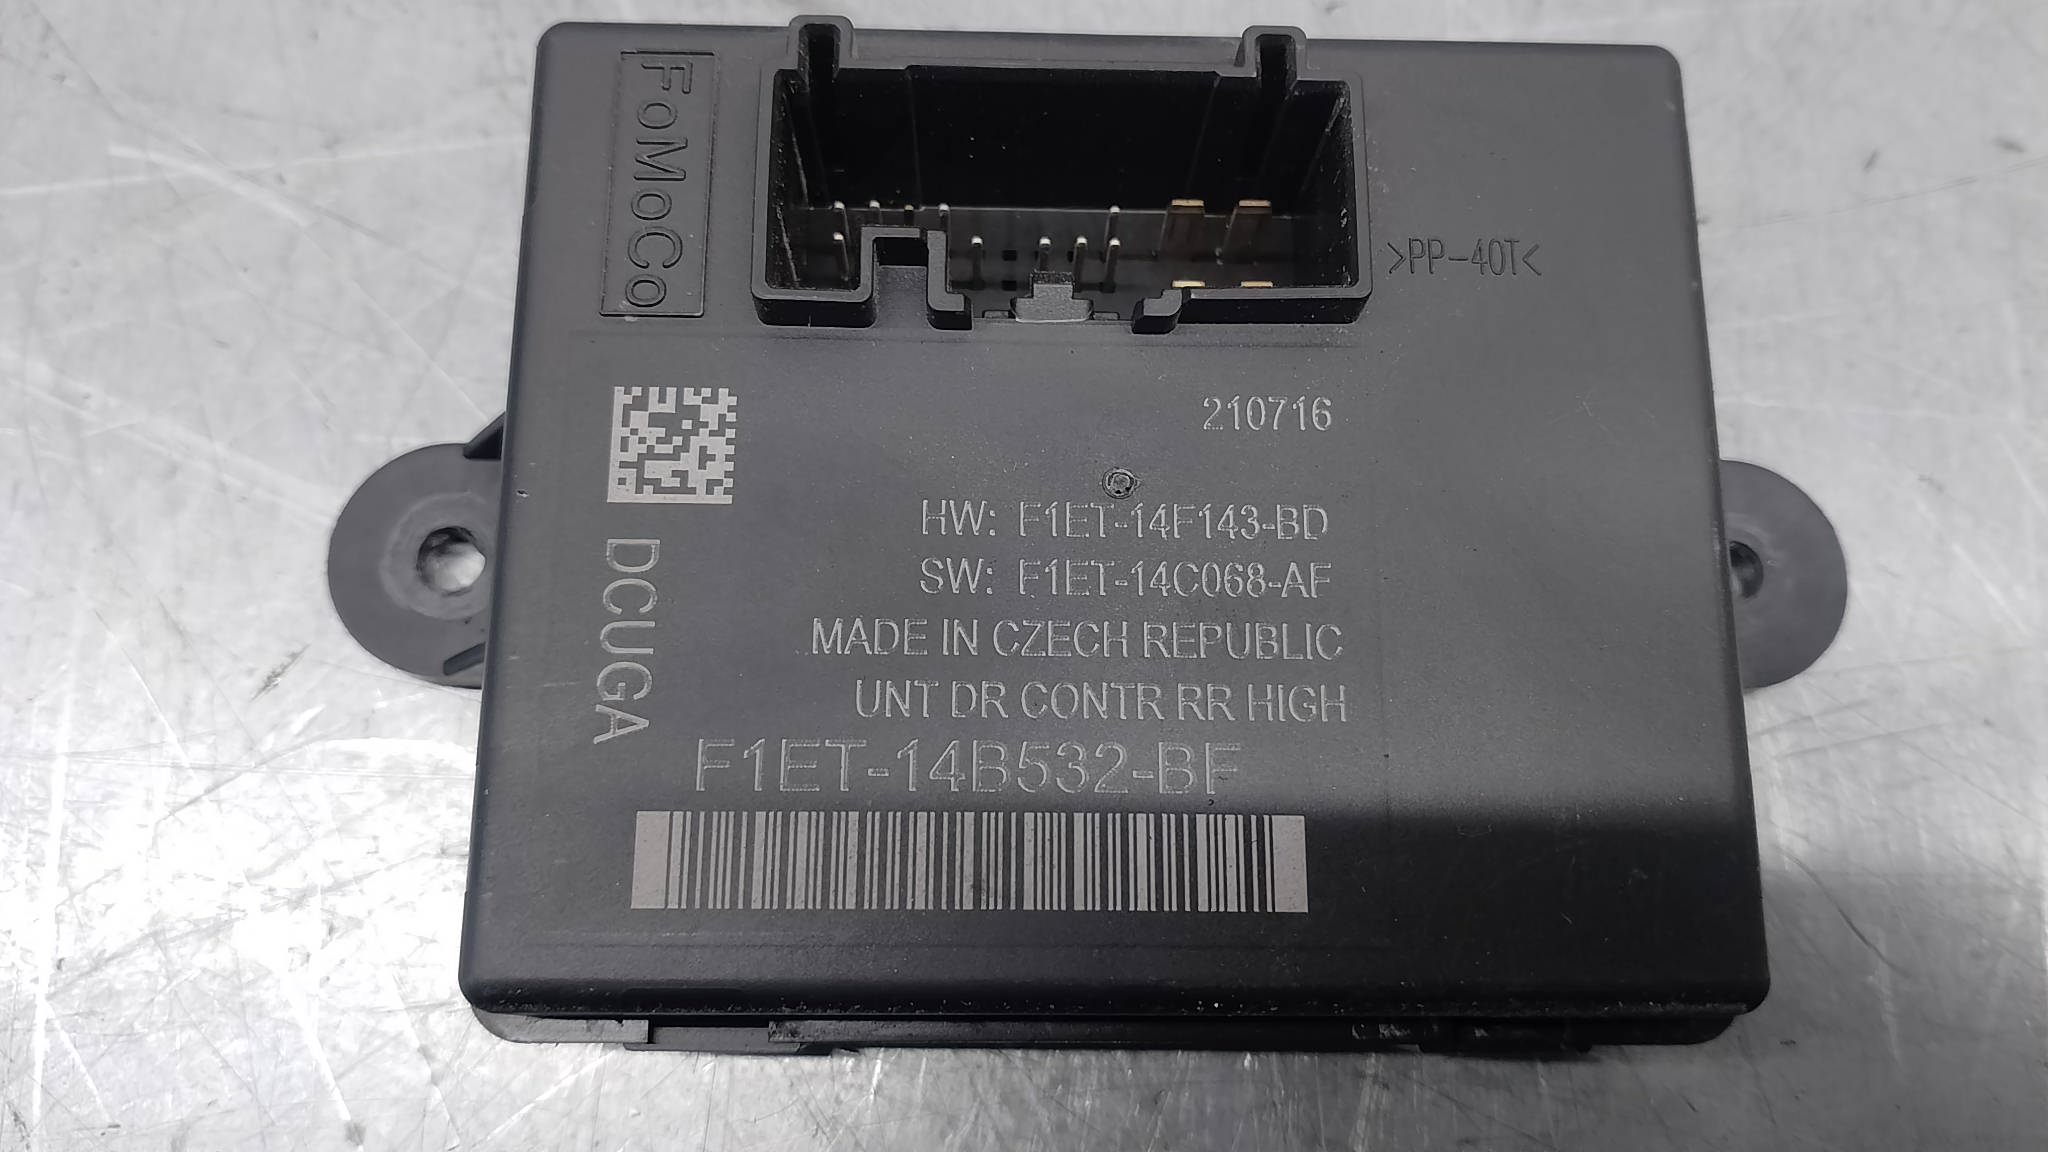 FoMoCo
>PP-40T<
210716
HW: F1ET-14F143-BD
SW: F1ET-14C068-AF
DCUGA
MADE IN CZECH REPUBLIC
UNT DR CONTR RR HIGH
F1ET-14B532-BF